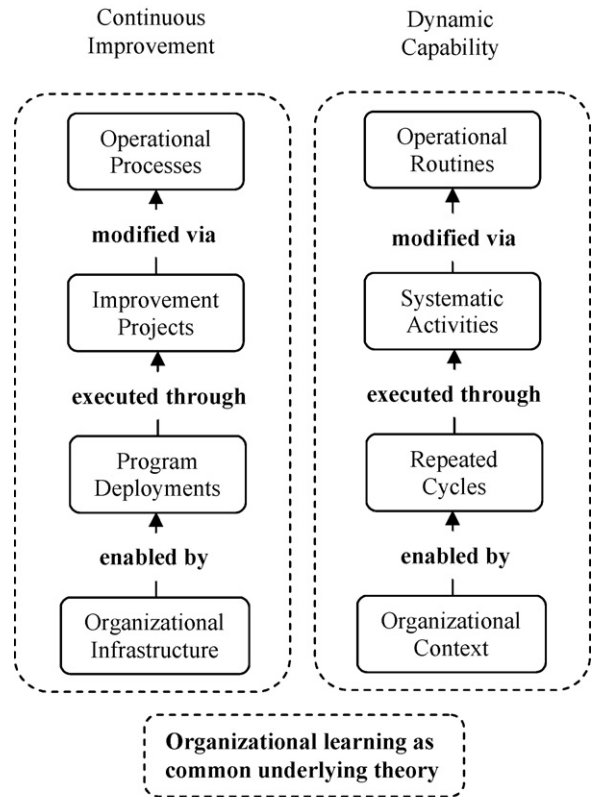 Continuous
Improvement
Operational
Processes
modified via
Improvement
Projects
executed through
Program
Deployments
enabled by
Organizational
Infrastructure
Dynamic
Capability
Operational
Routines
modified via
Systematic
Activities
executed through
Repeated
Cycles
enabled by
Organizational
Context
Organizational learning as
common underlying theory